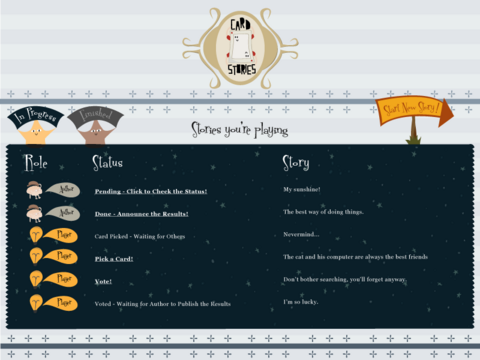 CARD
STORIES
In Progress
Finished
Start New Story!
Stories you're playing
Role Status Story
Author Pending - Click to Check the Status! My sunshine!
Author Done - Announce the Results! The best way of doing things.
Player Card Picked - Waiting for Othegs Nevermind...
Player Pick a Card! The cat and his computer are always the best friends
Player Vote! Don't bother searching, you'll forget anyway.
Player Voted - Waiting for Author to Publish the Results I'm so lucky.